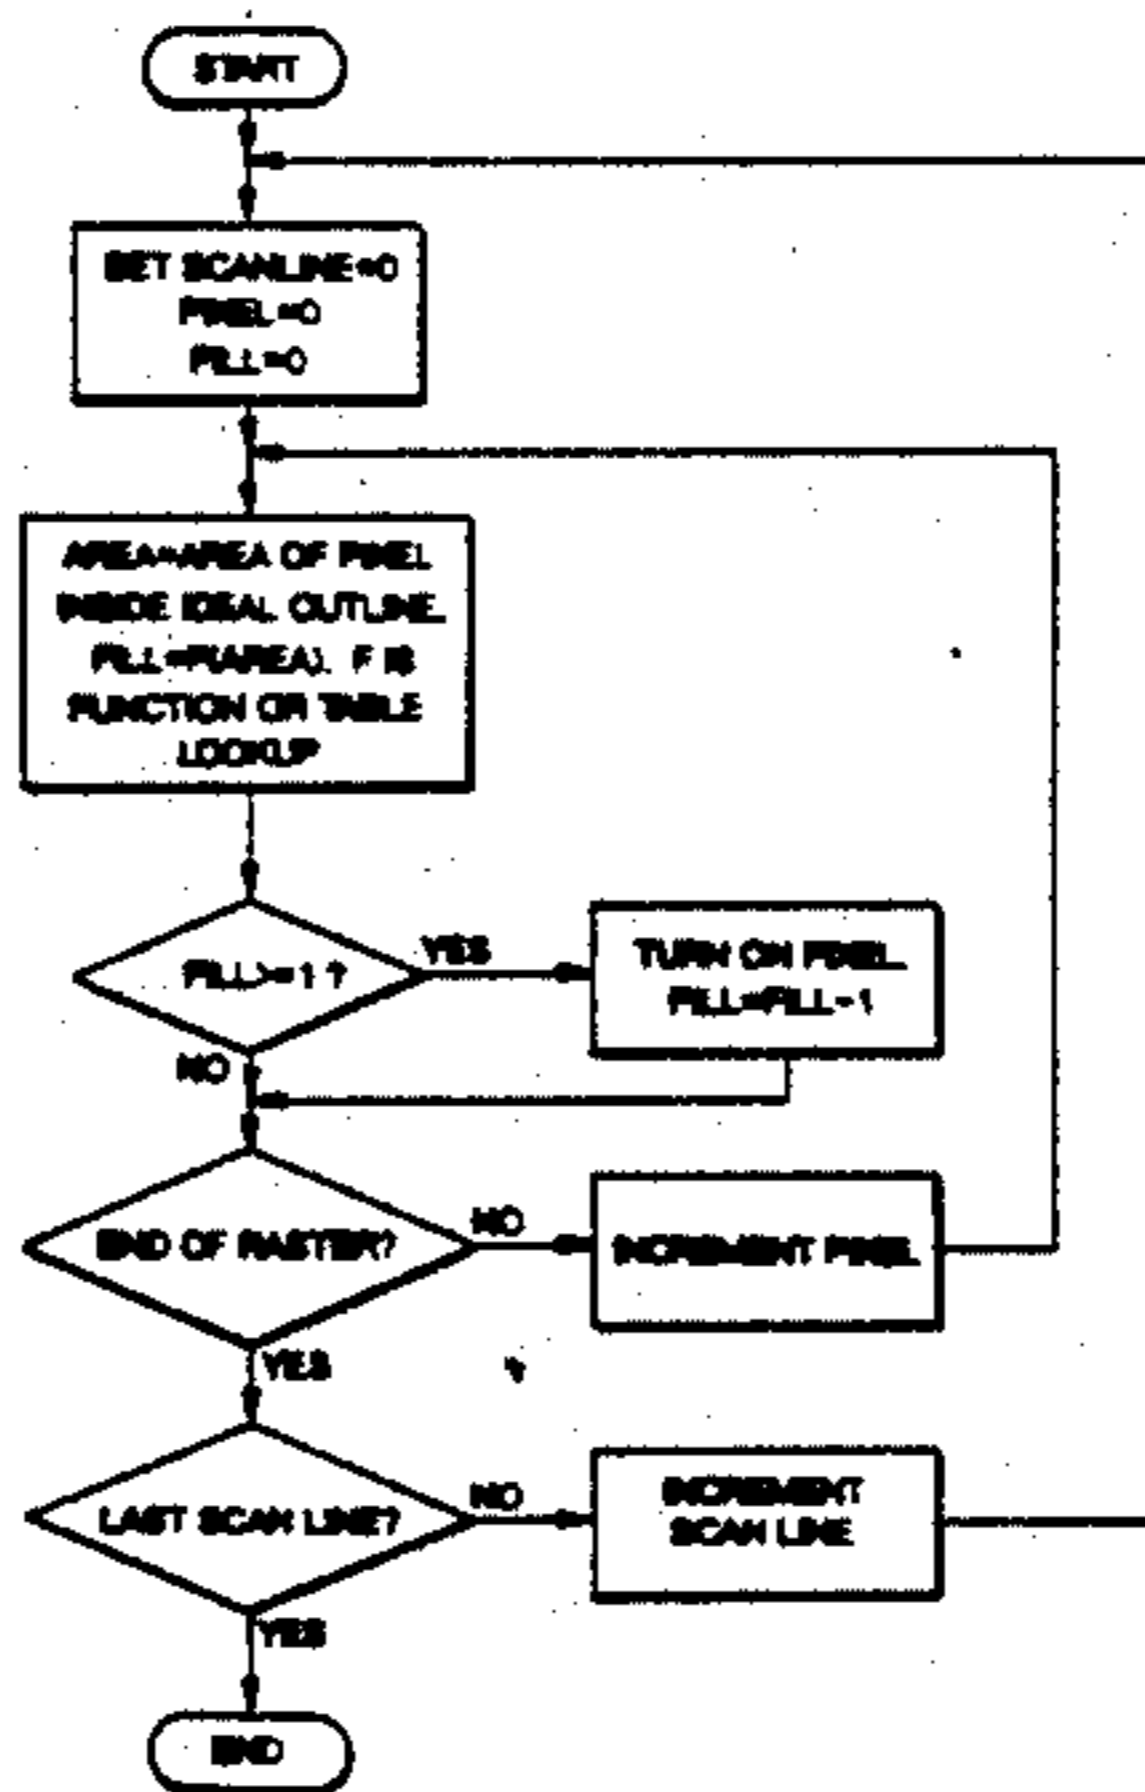 START
SET SCANLINE=0
PIXEL=0
FILL=0
AREA=AREA OF PIXEL
INSIDE IDEAL OUTLINE.
FILL=F(AREA). F IS
FUNCTION OR TABLE
LOOKUP
FILL>=1 ?
YES
TURN ON PIXEL.
FILL=FILL-1
NO
END OF RASTER?
NO
INCREMENT PIXEL
YES
LAST SCAN LINE?
NO
INCREMENT
SCAN LINE
YES
END